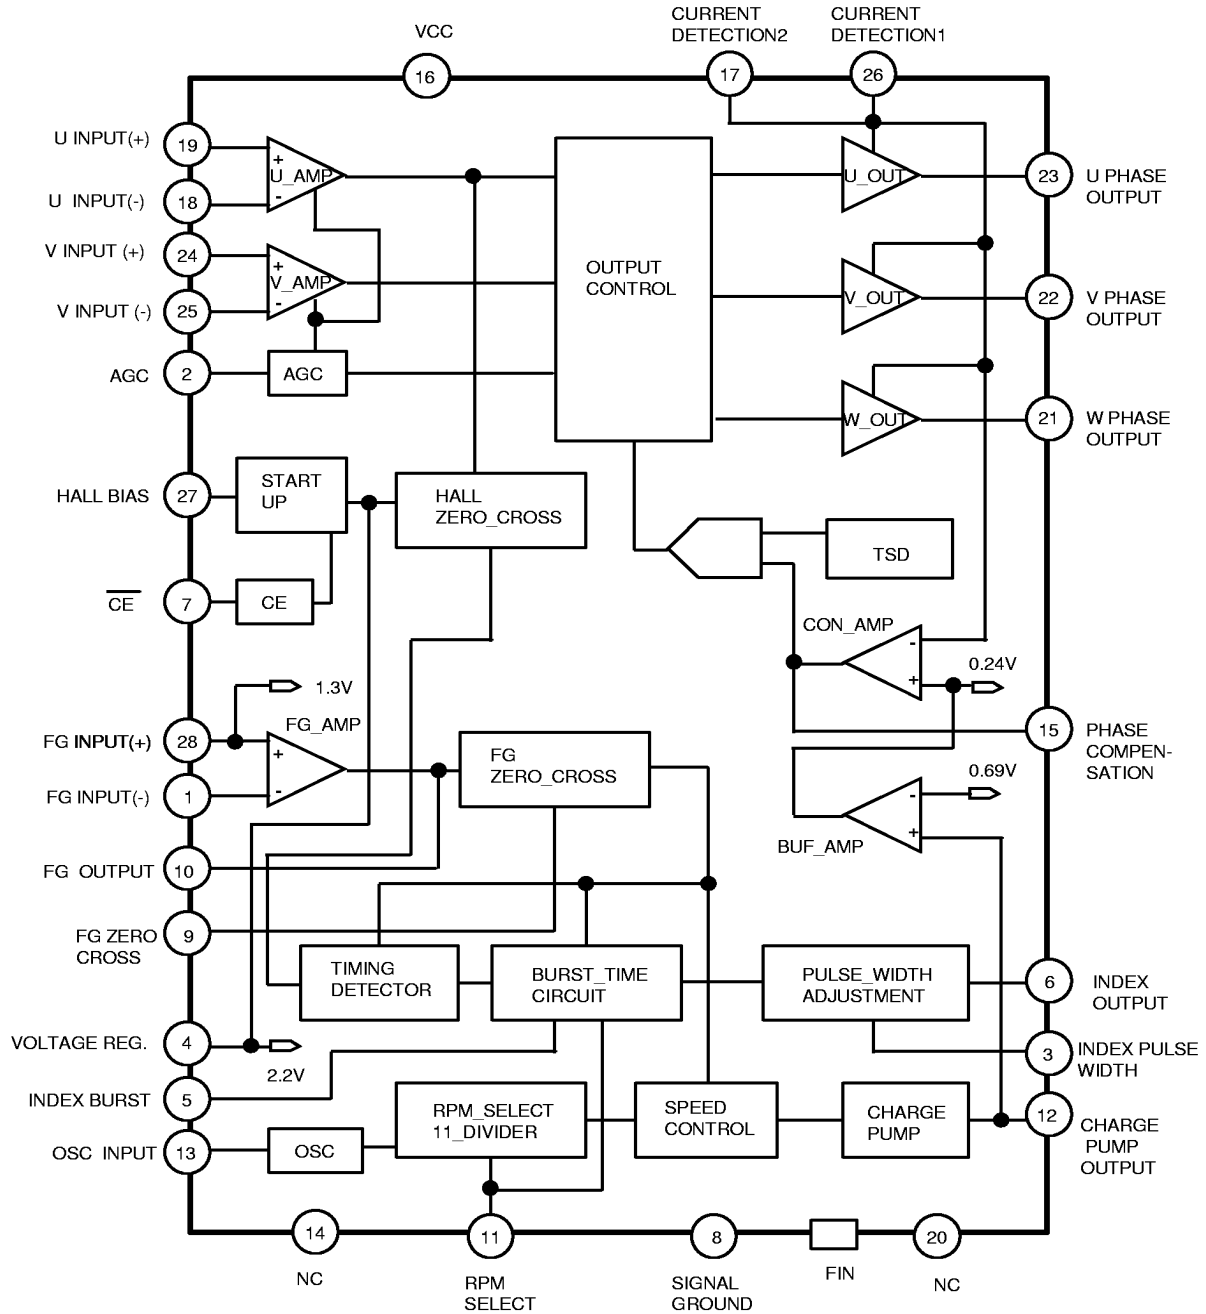 CURRENT
DETECTION2
CURRENT
DETECTION1
VCC
16
17
26
U INPUT(+)
19
+
U_AMP
-
U INPUT(-)
18
V INPUT (+)
24
+
V_AMP
-
V INPUT (-)
25
AGC
2
AGC
OUTPUT
CONTROL
U_OUT
23
U PHASE
OUTPUT
V_OUT
22
V PHASE
OUTPUT
W_OUT
21
W PHASE
OUTPUT
HALL BIAS
27
START
UP
HALL
ZERO_CROSS
TSD
CE
7
CE
CON_AMP
-
+
0.24V
1.3V
FG_AMP
FG INPUT(+)
28
+
-
FG INPUT(-)
1
FG
ZERO_CROSS
15
PHASE
COMPEN-
SATION
0.69V
-
+
BUF_AMP
FG OUTPUT
10
FG ZERO
CROSS
9
TIMING
DETECTOR
BURST_TIME
CIRCUIT
PULSE_WIDTH
ADJUSTMENT
6
INDEX
OUTPUT
VOLTAGE REG.
4
2.2V
3
INDEX PULSE
WIDTH
INDEX BURST
5
RPM_SELECT
11_DIVIDER
SPEED
CONTROL
CHARGE
PUMP
12
CHARGE
PUMP
OUTPUT
OSC INPUT
13
OSC
14
NC
11
RPM
SELECT
8
SIGNAL
GROUND
FIN
20
NC